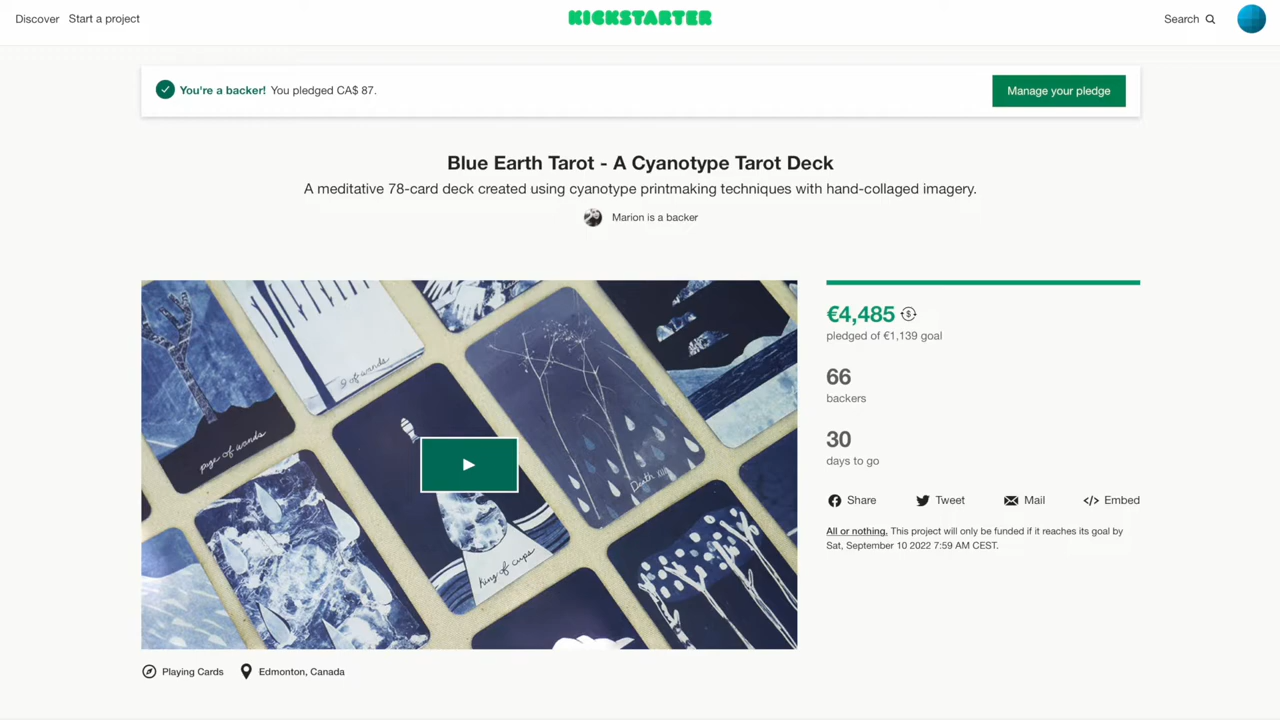 Discover Start a project KICKSTARTER Search
You're a backer! You pledged CA$ 87. Manage your pledge
Blue Earth Tarot - A Cyanotype Tarot Deck
A meditative 78-card deck created using cyanotype printmaking techniques with hand-collaged imagery.
Marion is a backer
9 of wands
page of wands
Death XIII
king of cups
€4,485
pledged of €1,139 goal
66
backers
30
days to go
Share Tweet Mail Embed
All or nothing. This project will only be funded if it reaches its goal by
Sat, September 10 2022 7:59 AM CEST.
Playing Cards Edmonton, Canada